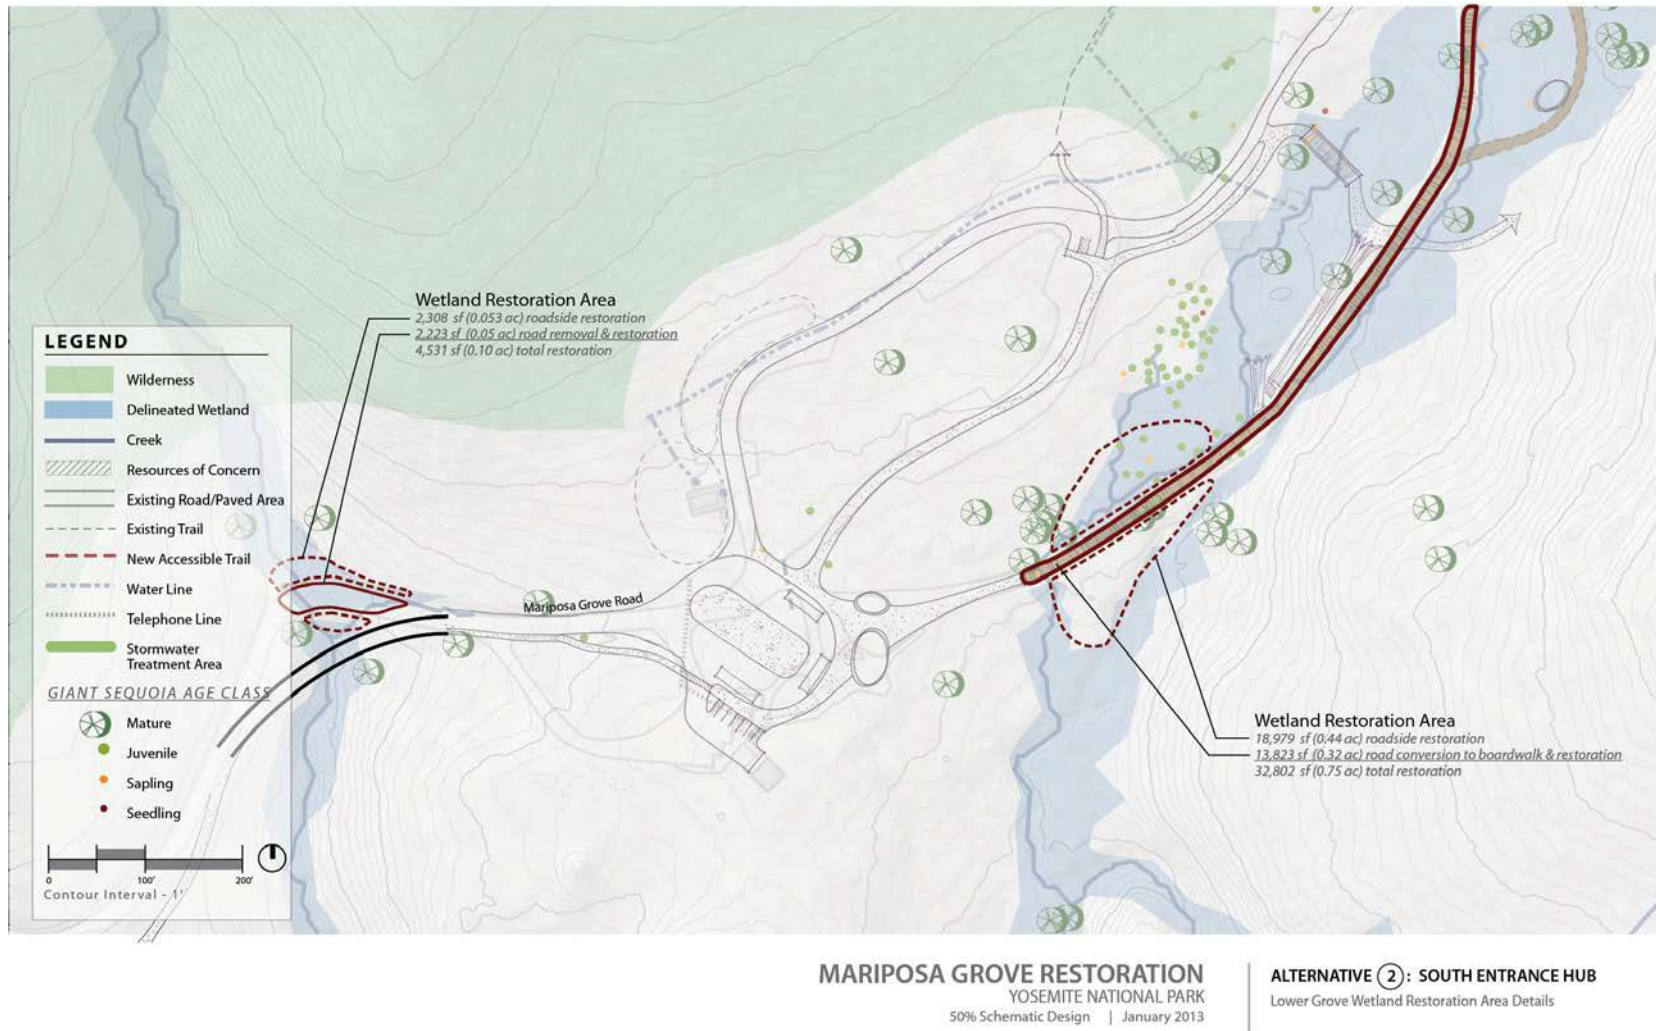 Wetland Restoration Area
2,308 sf (0.053 ac) roadside restoration
2,223 sf (0.05 ac) road removal & restoration
4,531 sf (0.10 ac) total restoration
LEGEND
Wilderness
Delineated Wetland
Creek
Resources of Concern
Existing Road/Paved Area
Existing Trail
New Accessible Trail
Water Line
Telephone Line
Stormwater
Treatment Area
GIANT SEQUOIA AGE CLASS
Mature
Juvenile
Sapling
Seedling
0 100' 200'
Contour Interval - 1'
Mariposa Grove Road
Wetland Restoration Area
18,979 sf (0.44 ac) roadside restoration
13,823 sf (0.32 ac) road conversion to boardwalk & restoration
32,802 sf (0.75 ac) total restoration
MARIPOSA GROVE RESTORATION
YOSEMITE NATIONAL PARK
50% Schematic Design | January 2013
ALTERNATIVE 2 : SOUTH ENTRANCE HUB
Lower Grove Wetland Restoration Area Details